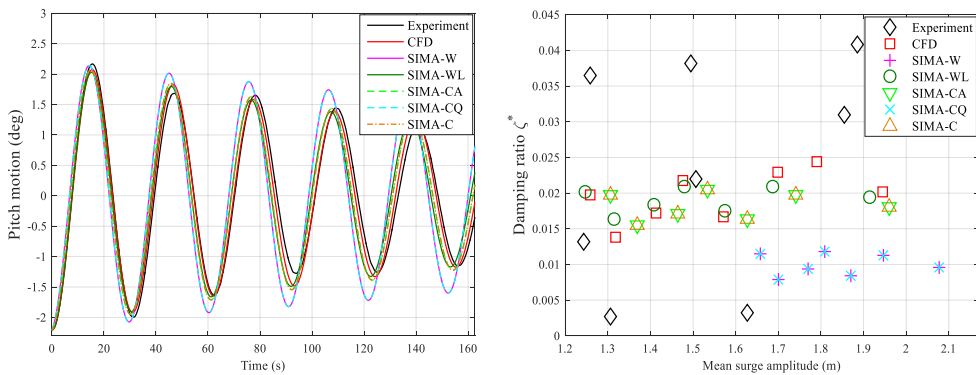 3
2.5
2
1.5
1
0.5
0
-0.5
-1
-1.5
-2
Pitch motion (deg)
0 20 40 60 80 100 120 140 160
Time (s)
Experiment
CFD
SIMA-W
SIMA-WL
SIMA-CA
SIMA-CQ
SIMA-C
0.045
0.04
0.035
0.03
0.025
0.02
0.015
0.01
0.005
0
Damping ratio ζ*
1.2 1.3 1.4 1.5 1.6 1.7 1.8 1.9 2 2.1
Mean surge amplitude (m)
Experiment
CFD
SIMA-W
SIMA-WL
SIMA-CA
SIMA-CQ
SIMA-C